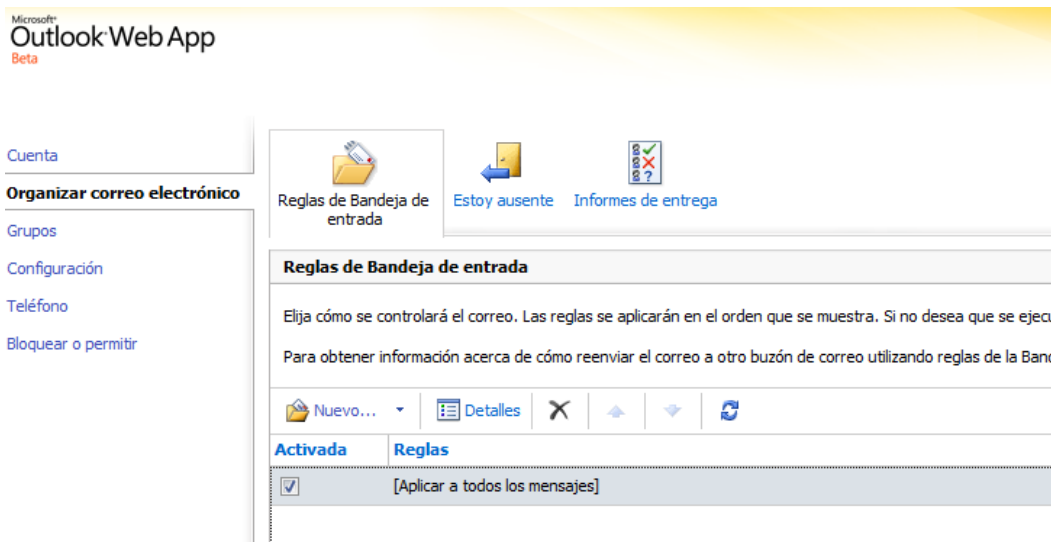 Microsoft®
Outlook Web App
Beta
Cuenta
Organizar correo electrónico
Grupos
Configuración
Teléfono
Bloquear o permitir
Reglas de Bandeja de
entrada
Estoy ausente
Informes de entrega
Reglas de Bandeja de entrada
Elija cómo se controlará el correo. Las reglas se aplicarán en el orden que se muestra. Si no desea que se ejecu
Para obtener información acerca de cómo reenviar el correo a otro buzón de correo utilizando reglas de la Band
Nuevo...
Detalles
Activada
Reglas
[Aplicar a todos los mensajes]